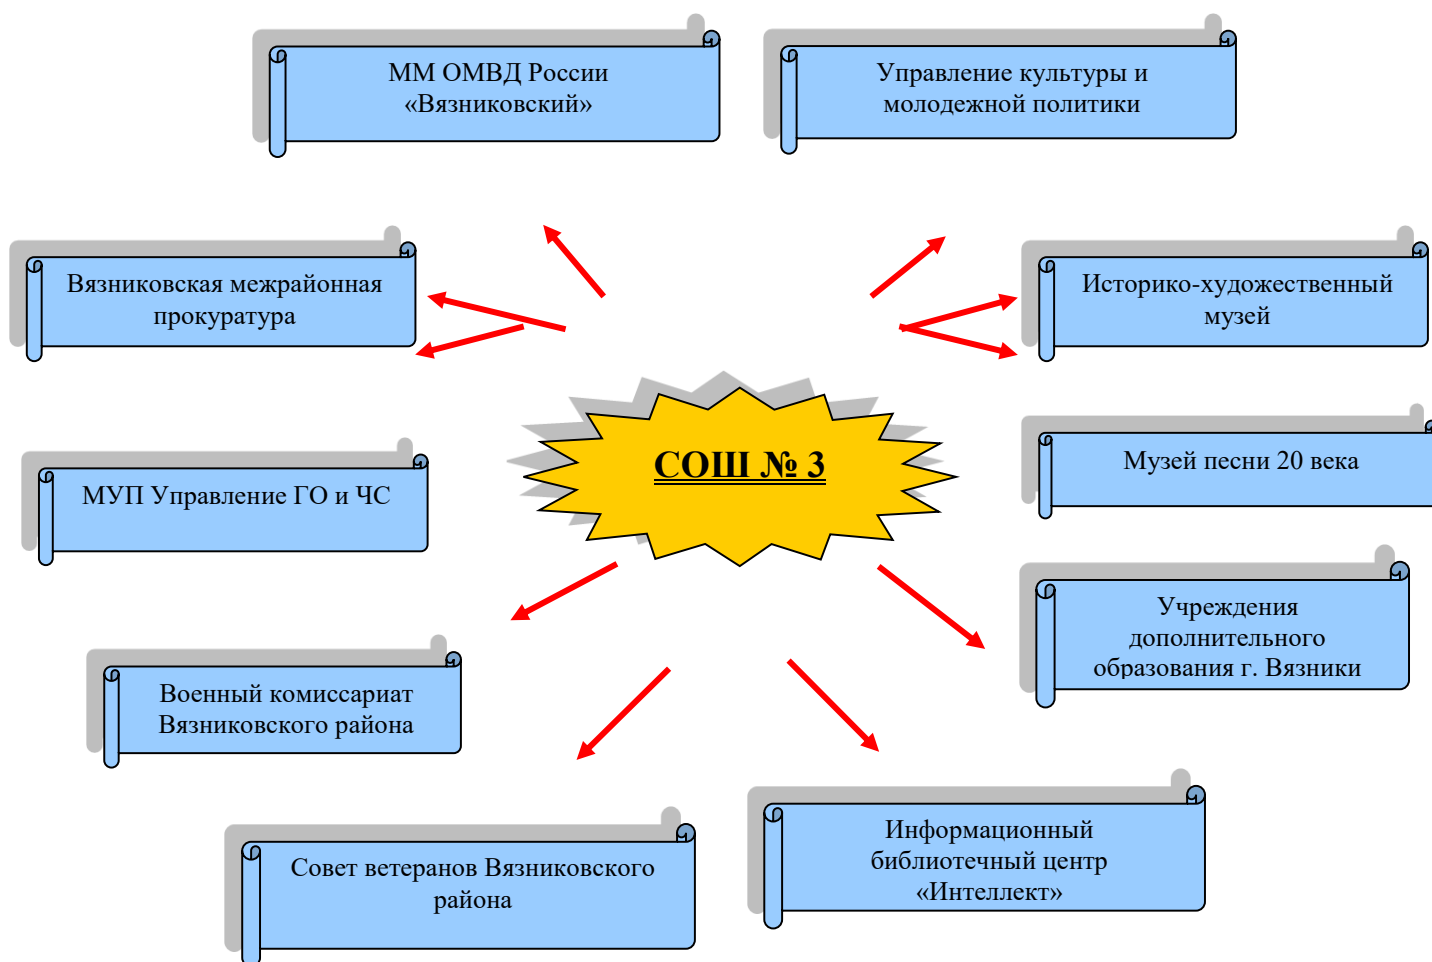 ММ ОМВД России
«Вязниковский»
Управление культуры и
молодежной политики
Вязниковская межрайонная
прокуратура
Историко-художественный
музей
СОШ № 3
Музей песни 20 века
МУП Управление ГО и ЧС
Учреждения
дополнительного
образования г. Вязники
Военный комиссариат
Вязниковского района
Информационный
библиотечный центр
«Интеллект»
Совет ветеранов Вязниковского
района